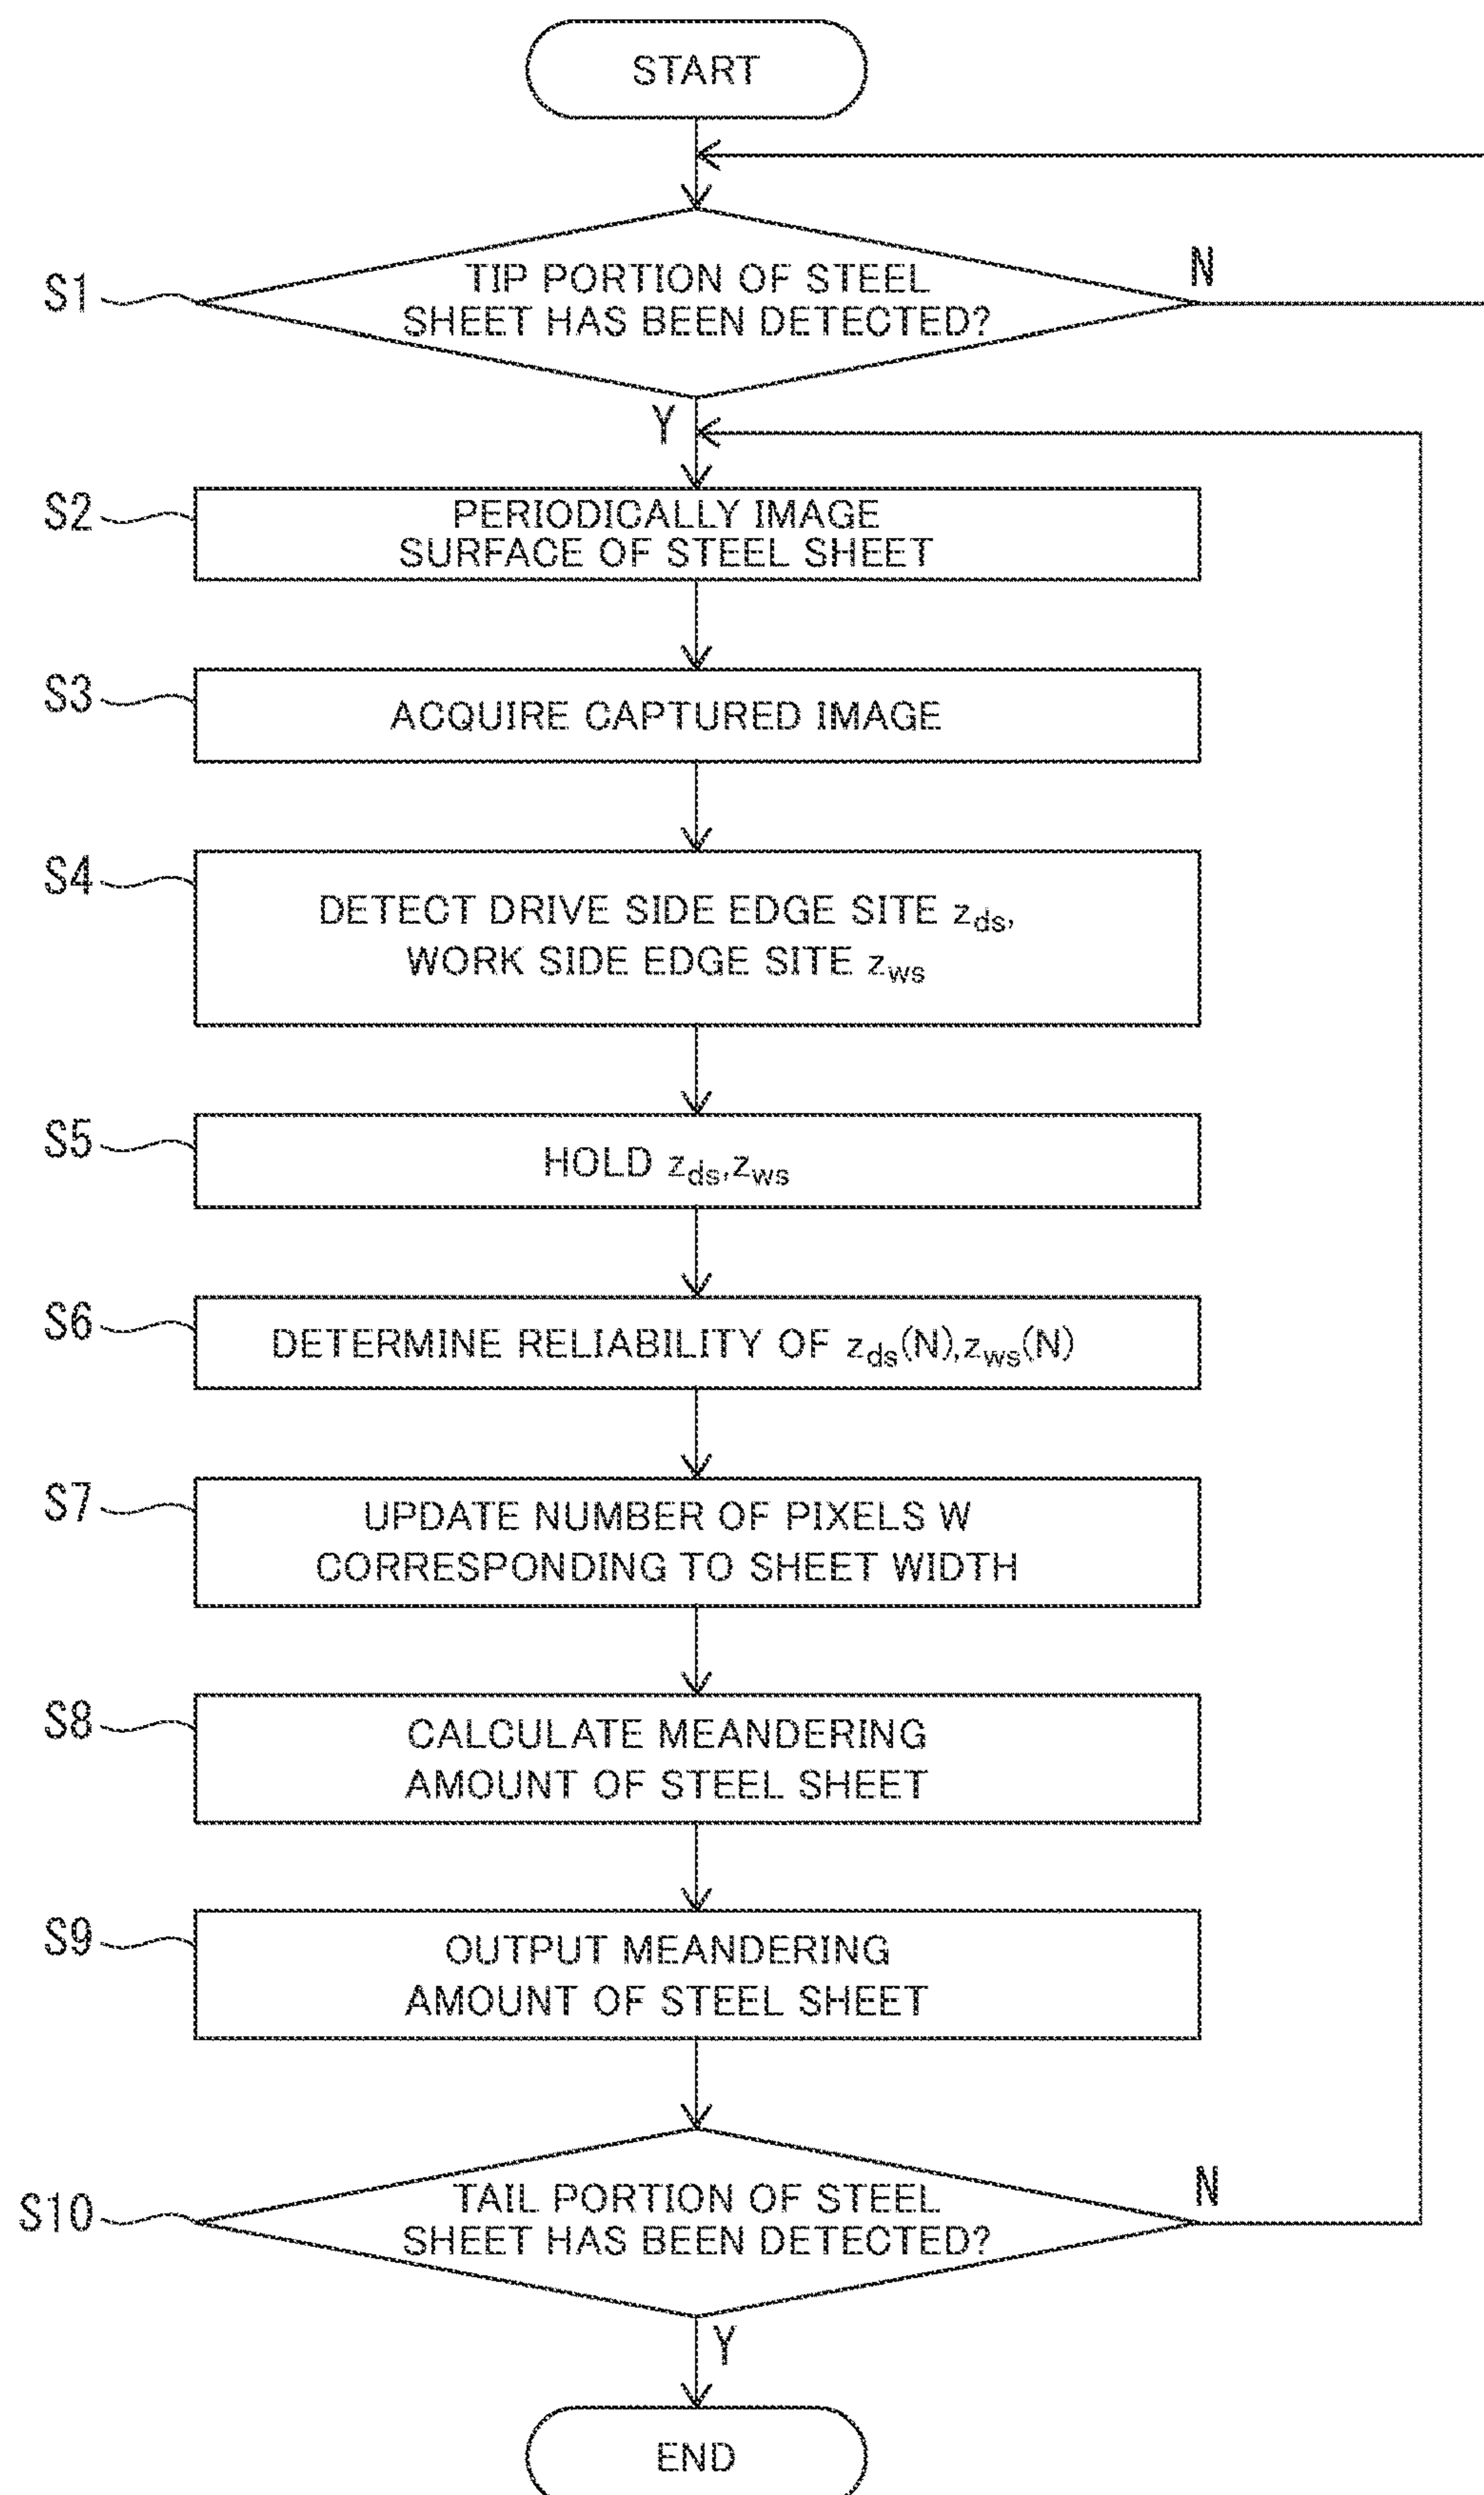 START
S1
TIP PORTION OF STEEL
SHEET HAS BEEN DETECTED?
N
Y
S2
PERIODICALLY IMAGE
SURFACE OF STEEL SHEET
S3
ACQUIRE CAPTURED IMAGE
S4
DETECT DRIVE SIDE EDGE SITE zds,
WORK SIDE EDGE SITE zws
S5
HOLD zds,zws
S6
DETERMINE RELIABILITY OF zds(N),zws(N)
S7
UPDATE NUMBER OF PIXELS W
CORRESPONDING TO SHEET WIDTH
S8
CALCULATE MEANDERING
AMOUNT OF STEEL SHEET
S9
OUTPUT MEANDERING
AMOUNT OF STEEL SHEET
S10
TAIL PORTION OF STEEL
SHEET HAS BEEN DETECTED?
N
Y
END